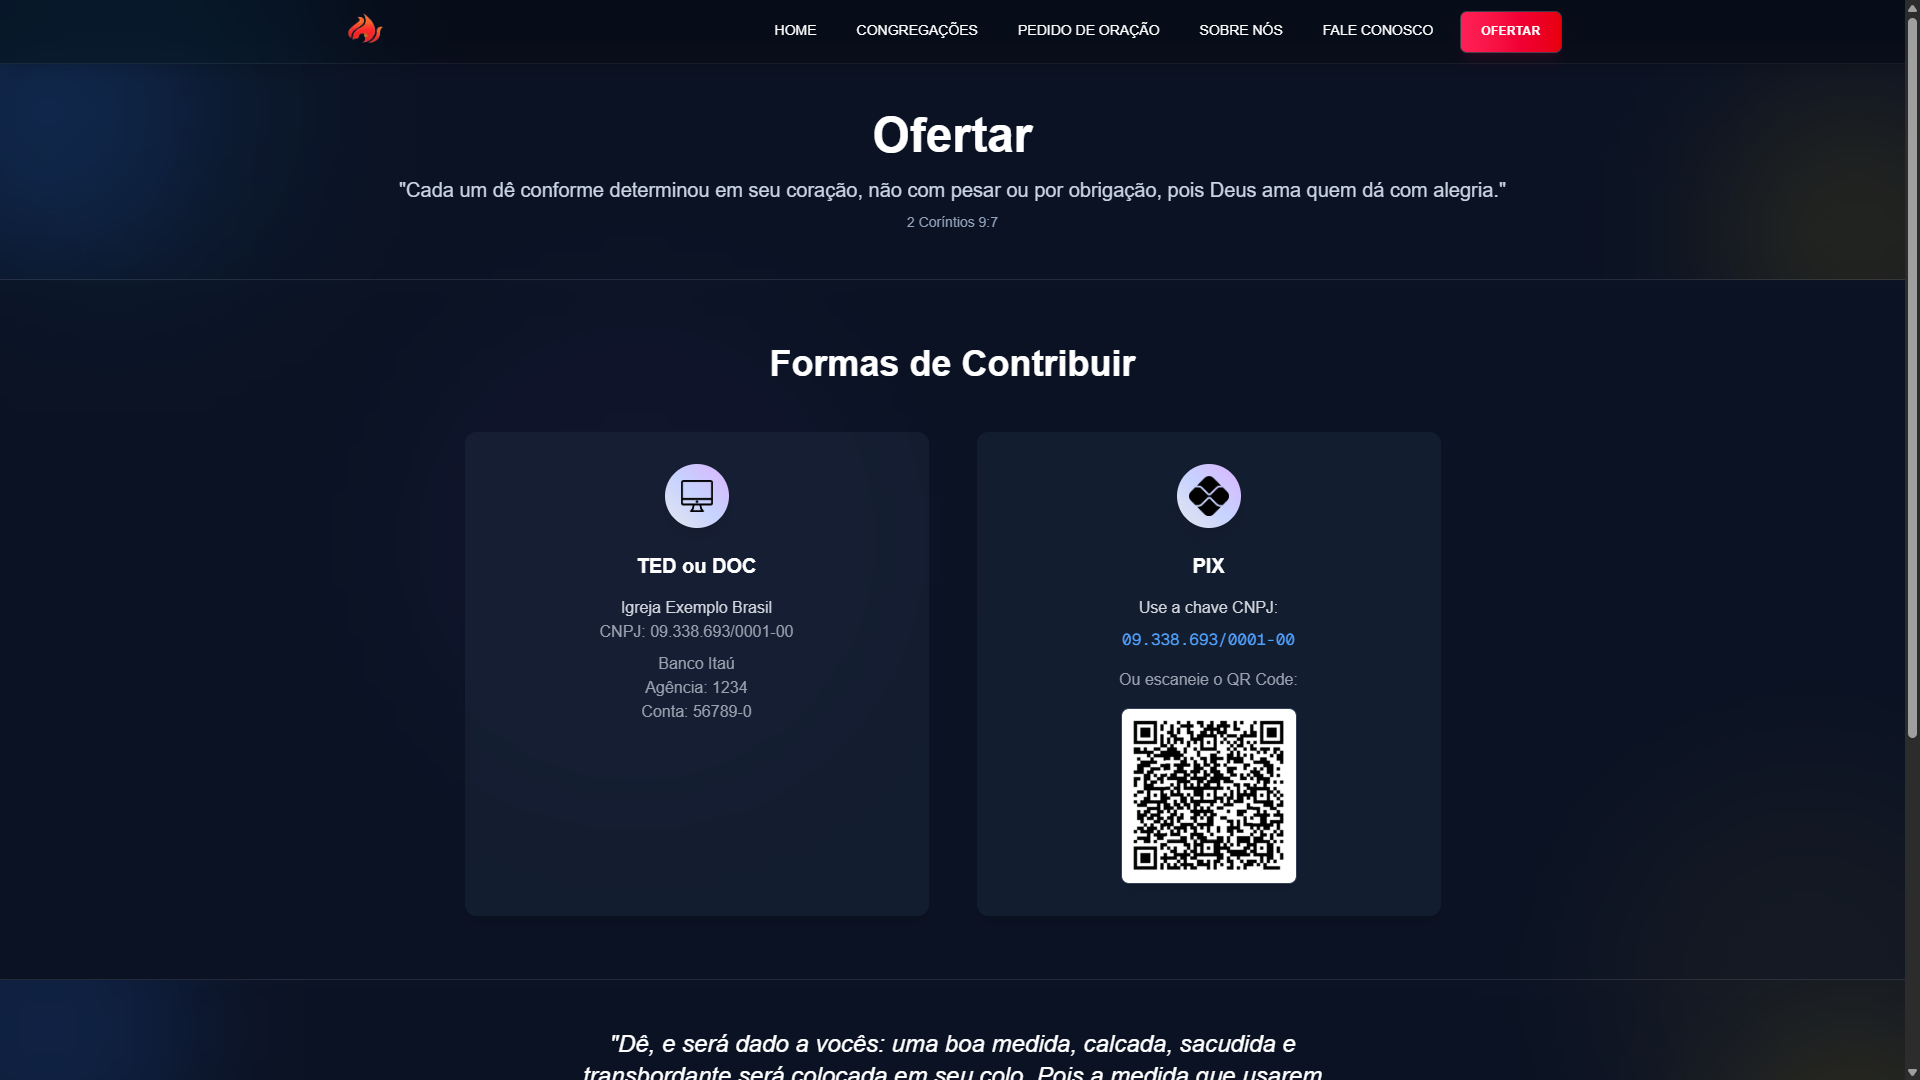 HOME CONGREGAÇÕES PEDIDO DE ORAÇÃO SOBRE NÓS FALE CONOSCO OFERTAR
Ofertar
"Cada um dê conforme determinou em seu coração, não com pesar ou por obrigação, pois Deus ama quem dá com alegria."
2 Coríntios 9:7
Formas de Contribuir
TED ou DOC
Igreja Exemplo Brasil
CNPJ: 09.338.693/0001-00
Banco Itaú
Agência: 1234
Conta: 56789-0
PIX
Use a chave CNPJ:
09.338.693/0001-00
Ou escaneie o QR Code:
"Dê, e será dado a vocês: uma boa medida, calcada, sacudida e
transbordante será colocada em seu colo. Pois a medida que usarem